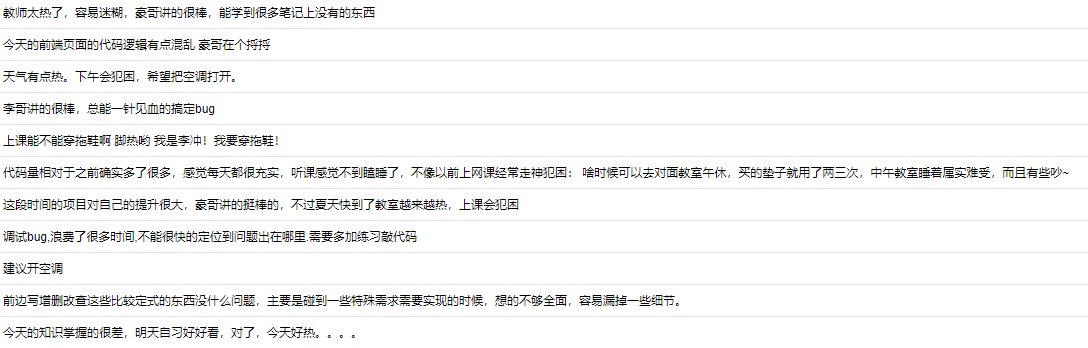 教师太热了，容易迷糊，豪哥讲的很棒，能学到很多笔记上没有的东西
今天的前端页面的代码逻辑有点混乱 豪哥在个捋捋
天气有点热。下午会犯困，希望把空调打开。
李哥讲的很棒，总能一针见血的搞定bug
上课能不能穿拖鞋啊 脚热哟 我是李冲！我要穿拖鞋！
代码量相对于之前确实多了很多，感觉每天都很充实，听课感觉不到瞌睡了，不像以前上网课经常走神犯困： 啥时候可以去对面教室午休，买的垫子就用了两三次，中午教室睡着属实难受，而且有些吵~
这段时间的项目对自己的提升很大，豪哥讲的挺棒的，不过夏天快到了教室越来越热，上课会犯困
调试bug,浪费了很多时间,不能很快的定位到问题出在哪里.需要多加练习敲代码
建议开空调
前边写增删改查这些比较定式的东西没什么问题，主要是碰到一些特殊需求需要实现的时候，想的不够全面，容易漏掉一些细节。
今天的知识掌握的很差，明天自习好好看，对了，今天好热。。。。